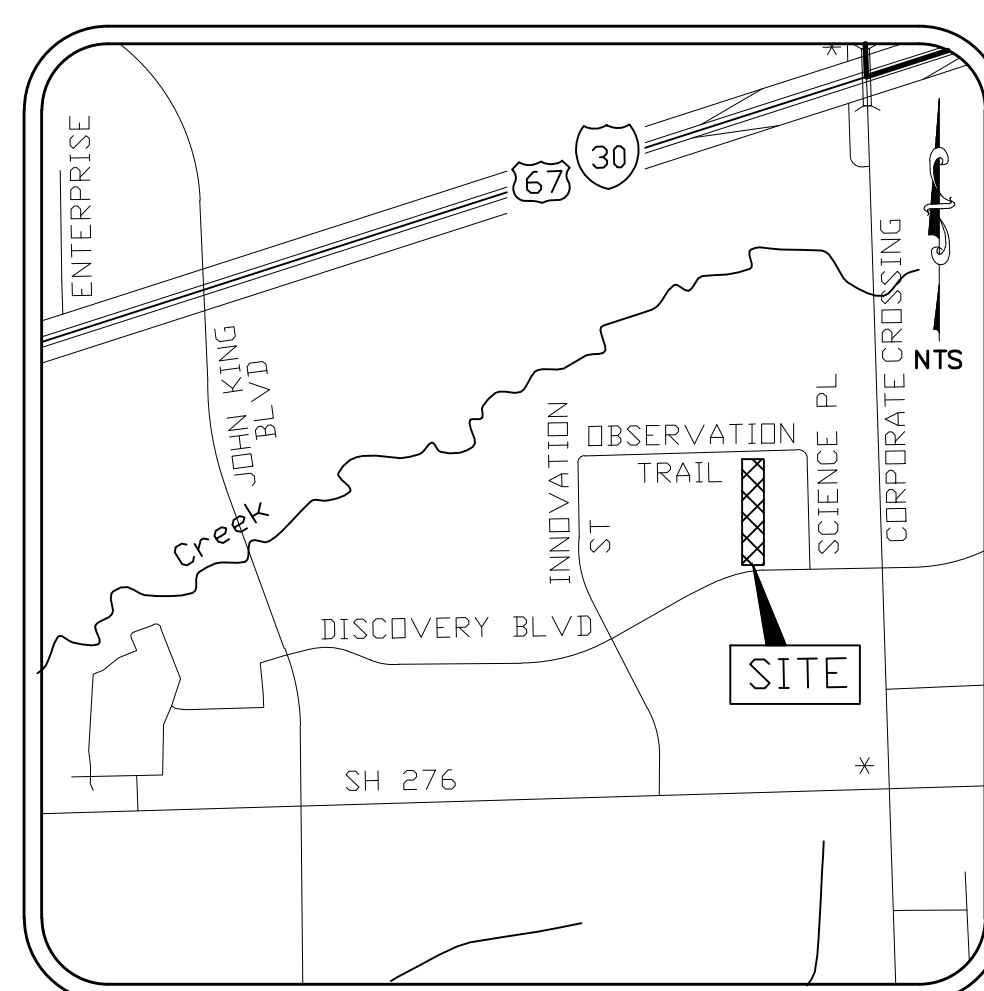 ENTERPRISE
30
67
NTS
JOHN KING
BLVD
CORPORATE CROSSING
Creek
INNOVATION
ST
OBSERVATION
TRAIL
SCIENCE PL
DISCOVERY BLVD
SITE
SH 276